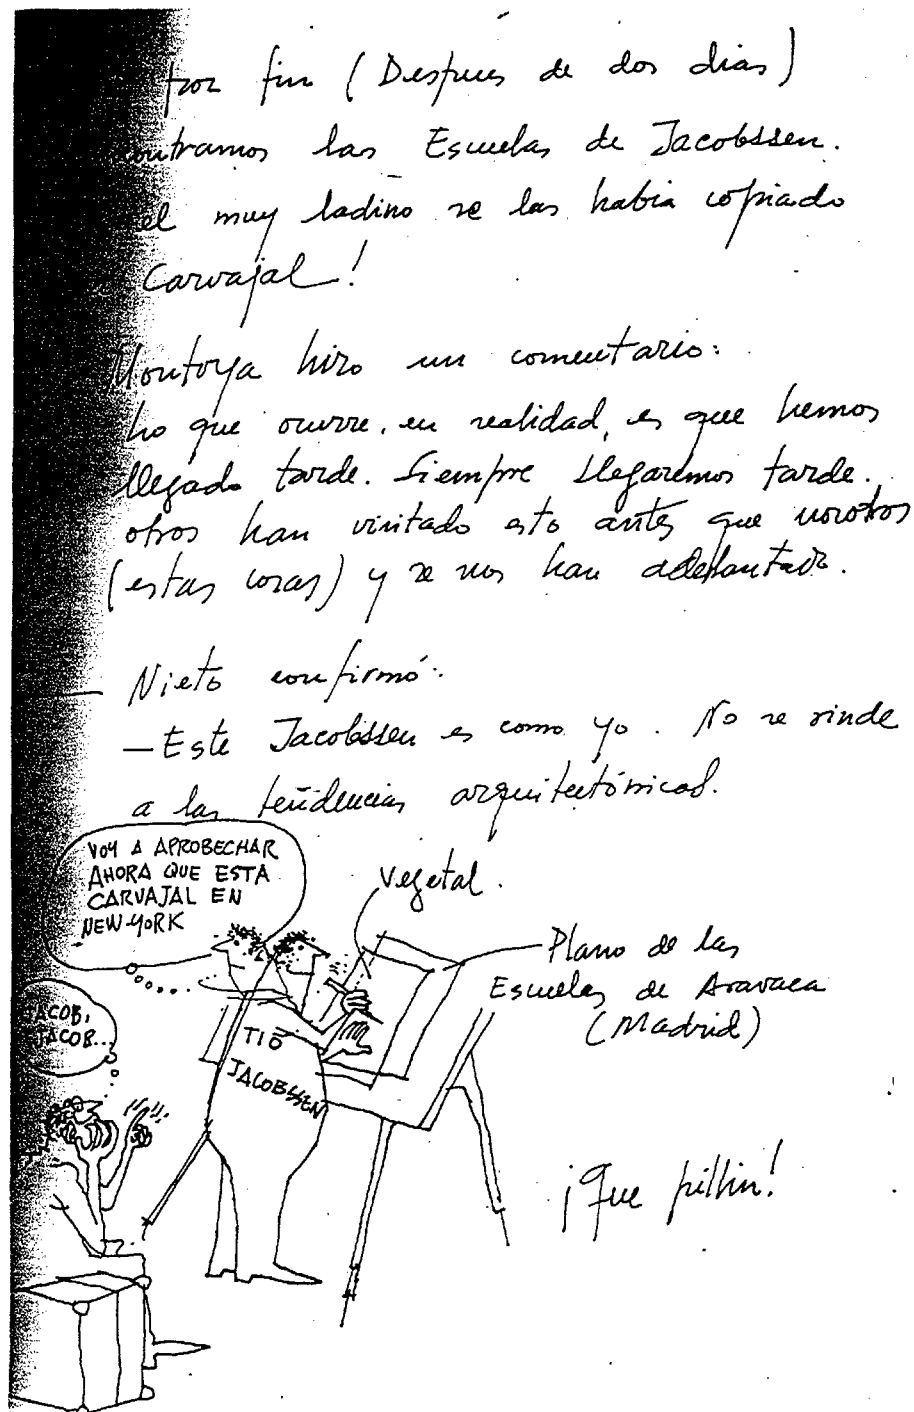 por fin (Despues de dos dias)
contramos las Escuelas de Jacobssen.
el muy ladino se las habia copiado
Carvajal!
Montoya hizo un comentario:
Lo que ocurre, en realidad, es que hemos
llegado tarde. Siempre llegaremos tarde.
otros han visitado esto antes que nosotros
(estas cosas) y se nos han adelantado.
Nieto confirmó:
—Este Jacobssen es como yo. No se rinde
a las tendencias arquitectónicas.
VOY A APROBECHAR
AHORA QUE ESTA
CARVAJAL EN
NEW-YORK
vegetal.
Plano de las
Escuelas de Aravaca
(Madrid)
JACOB,
JACOB...
TIO
JACOBSSEN
¡Que pillin!